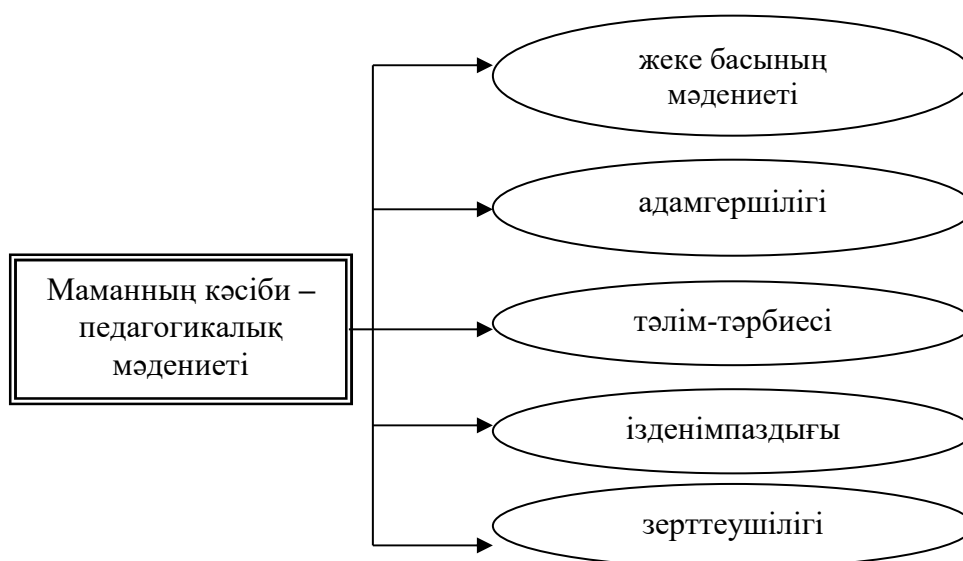 Маманның кәсіби –
педагогикалық
мәдениеті
жеке басының
мәдениеті
адамгершілігі
тәлім-тәрбиесі
ізденімпаздығы
зерттеушілігі